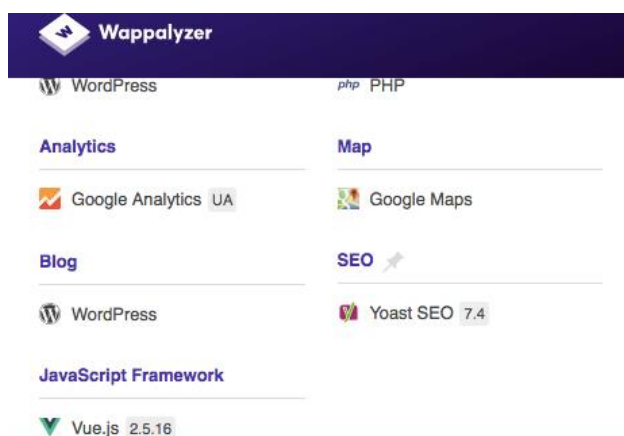 Wappalyzer
WordPress
php PHP
Analytics
Map
Google Analytics UA
Google Maps
Blog
SEO
WordPress
Yoast SEO 7.4
JavaScript Framework
Vue.js 2.5.16